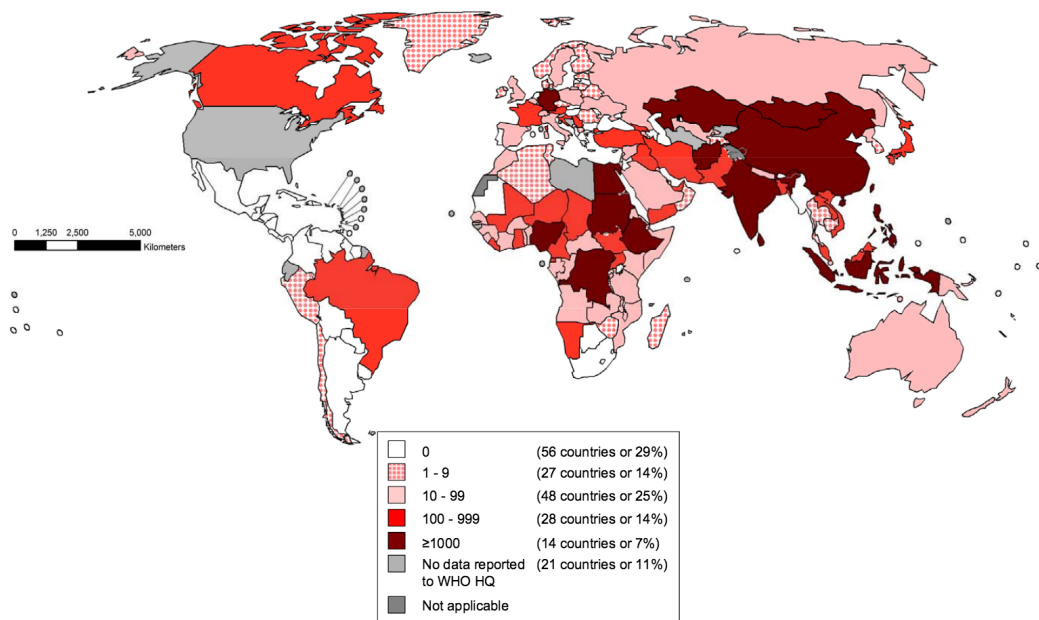 0 1,250 2,500 5,000
Kilometers
0 (56 countries or 29%)
1 - 9 (27 countries or 14%)
10 - 99 (48 countries or 25%)
100 - 999 (28 countries or 14%)
≥1000 (14 countries or 7%)
No data reported (21 countries or 11%)
to WHO HQ
Not applicable